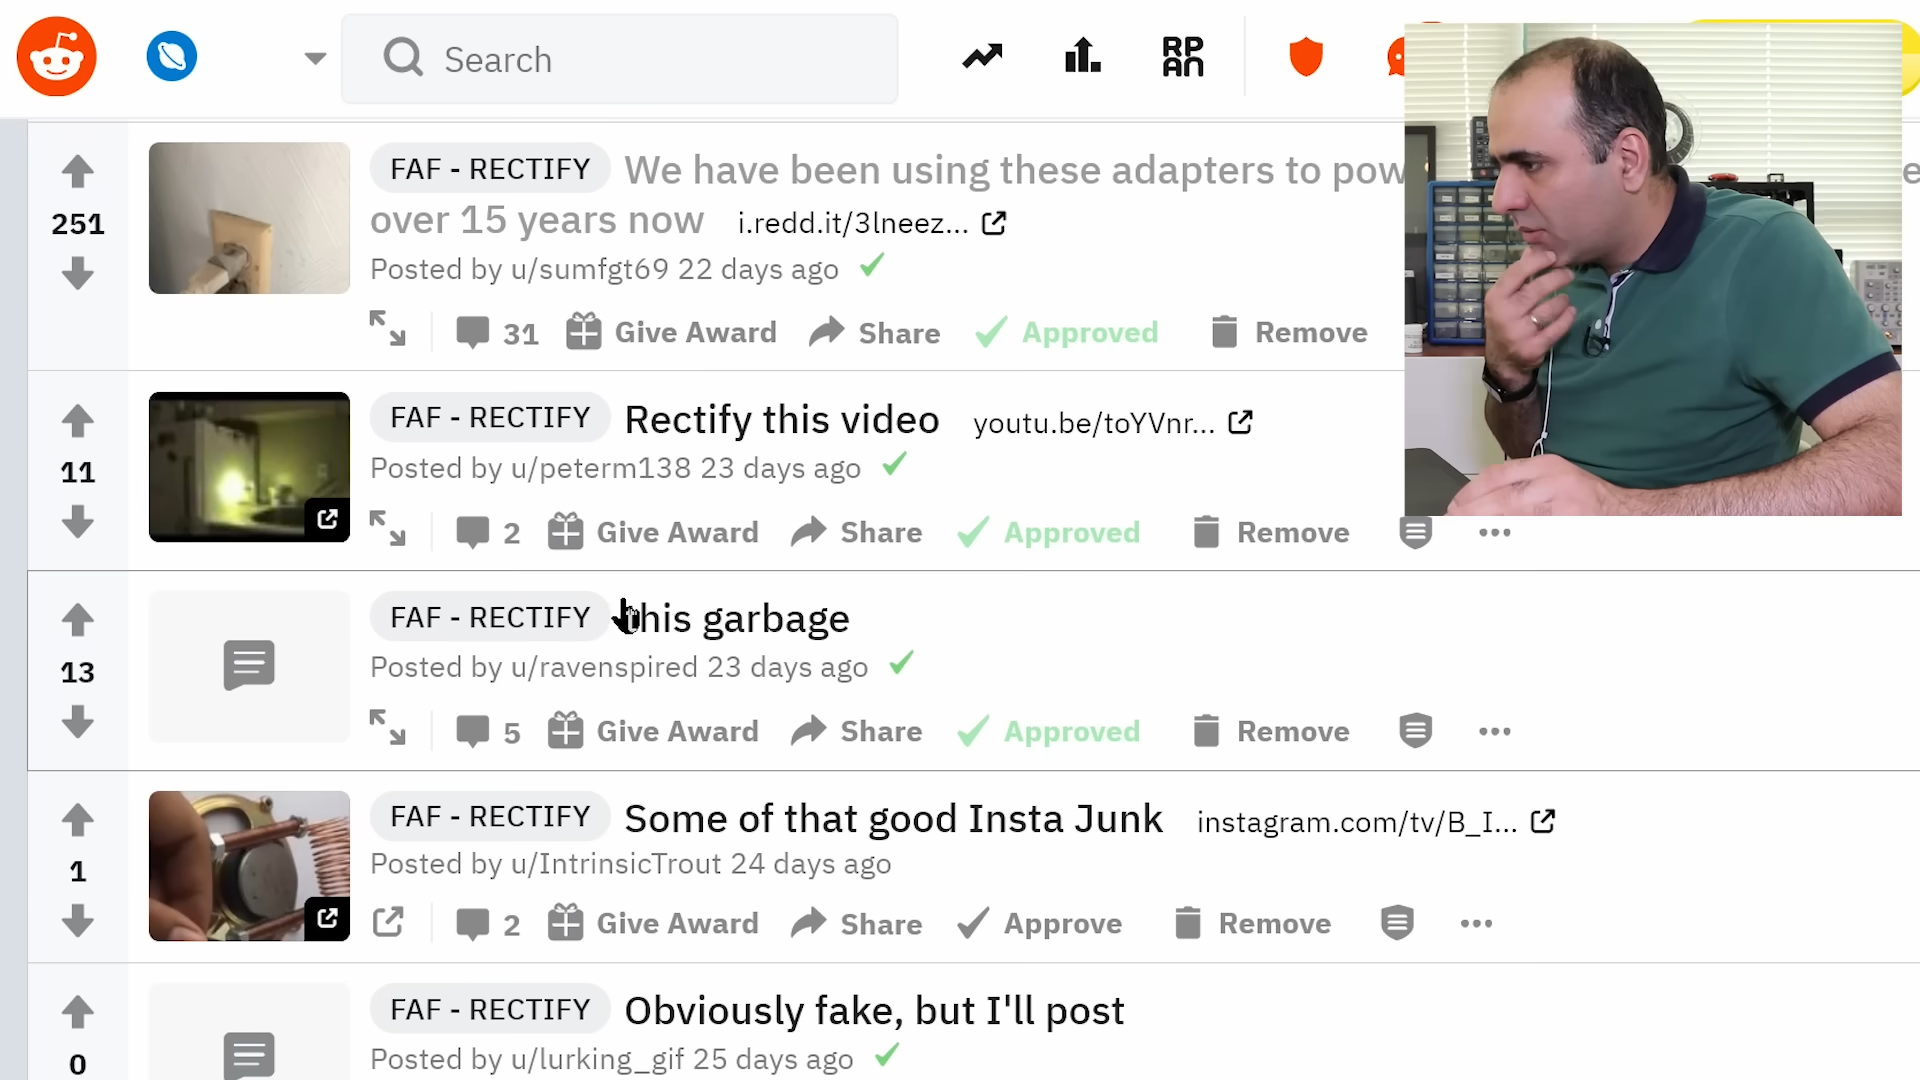 Search
RPAN
251
FAF - RECTIFY We have been using these adapters to pow
over 15 years now i.redd.it/3lneez...
Posted by u/sumfgt69 22 days ago
31 Give Award Share Approved Remove
11
FAF - RECTIFY Rectify this video youtu.be/toYVnr...
Posted by u/peterm138 23 days ago
2 Give Award Share Approved Remove
13
FAF - RECTIFY this garbage
Posted by u/ravenspired 23 days ago
5 Give Award Share Approved Remove
1
FAF - RECTIFY Some of that good Insta Junk instagram.com/tv/B_I...
Posted by u/IntrinsicTrout 24 days ago
2 Give Award Share Approve Remove
0
FAF - RECTIFY Obviously fake, but I'll post
Posted by u/lurking_gif 25 days ago